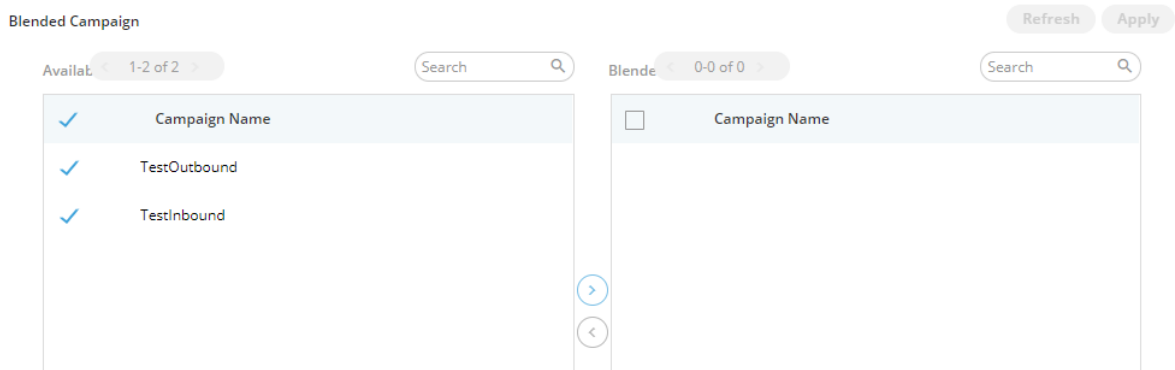 Blended Campaign
Refresh
Apply
Availab
1-2 of 2
Search
Blende
0-0 of 0
Search
Campaign Name
Campaign Name
TestOutbound
TestInbound